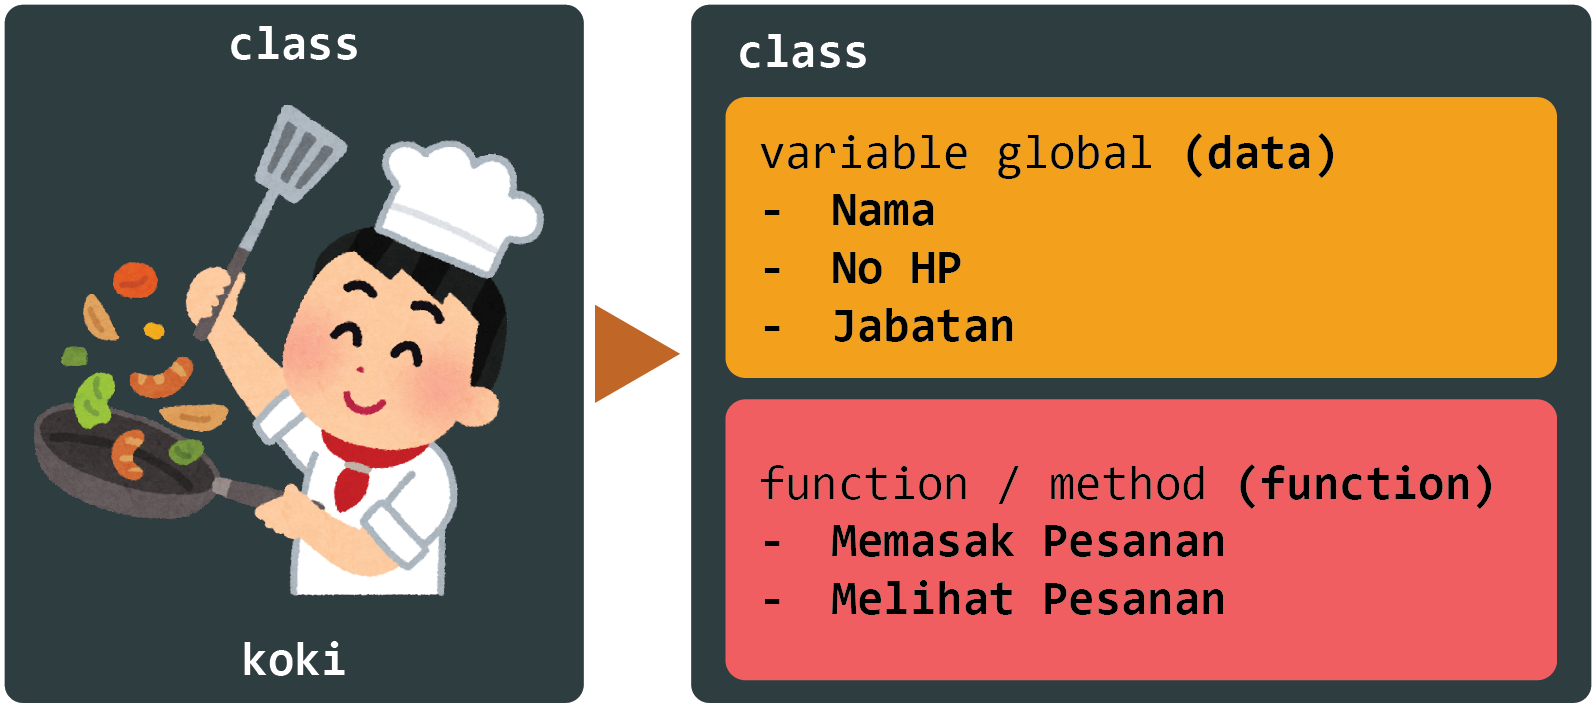 class
koki
class
variable global (data)
- Nama
- No HP
- Jabatan
function / method (function)
- Memasak Pesanan
- Melihat Pesanan